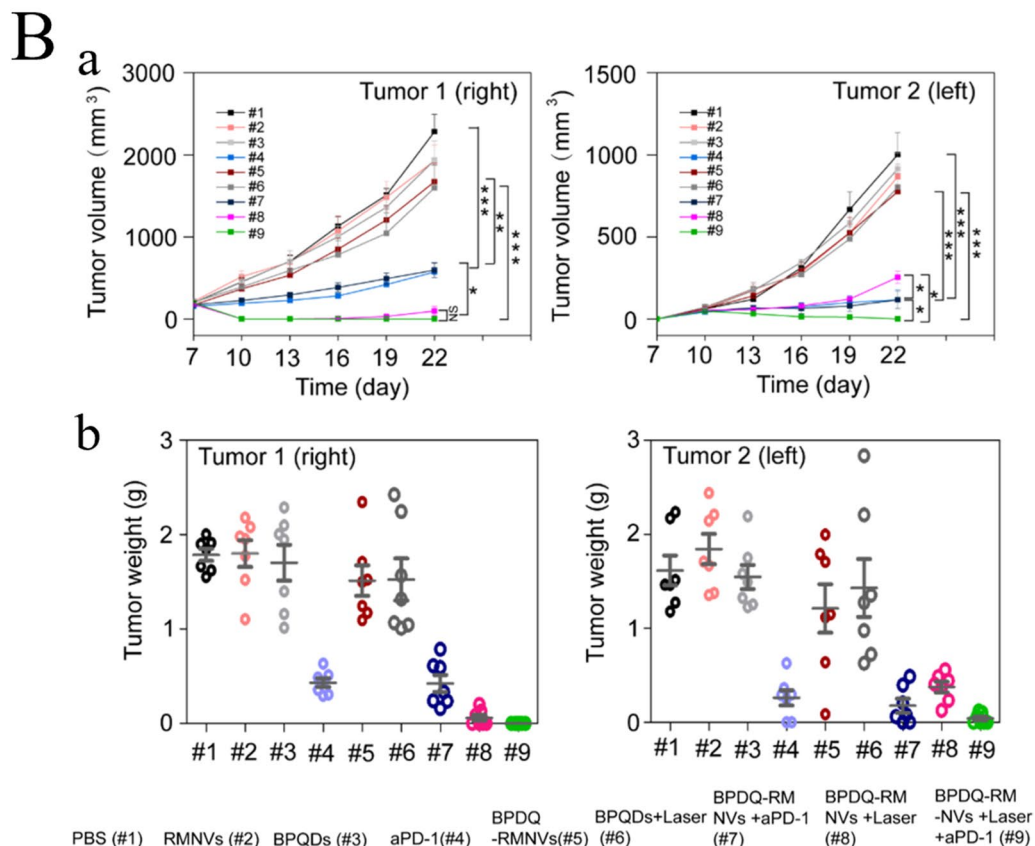 B
a
Tumor 1 (right)
Tumor volume (mm³)
3000
2000
1000
0
#1
#2
#3
#4
#5
#6
#7
#8
#9
***
**
***
*
NS
7 10 13 16 19 22
Time (day)
Tumor 2 (left)
Tumor volume (mm³)
1500
1000
500
0
#1
#2
#3
#4
#5
#6
#7
#8
#9
***
***
***
*
*
*
7 10 13 16 19 22
Time (day)
b
Tumor 1 (right)
Tumor weight (g)
3
2
1
0
#1 #2 #3 #4 #5 #6 #7 #8 #9
Tumor 2 (left)
Tumor weight (g)
3
2
1
0
#1 #2 #3 #4 #5 #6 #7 #8 #9
PBS (#1)
RMNVs (#2)
BPQDs (#3)
aPD-1(#4)
BPDQ
-RMNVs(#5)
BPQDs+Laser
(#6)
BPDQ-RM
NVs +aPD-1
(#7)
BPDQ-RM
NVs +Laser
(#8)
BPDQ-RM
-NVs +Laser
+aPD-1 (#9)